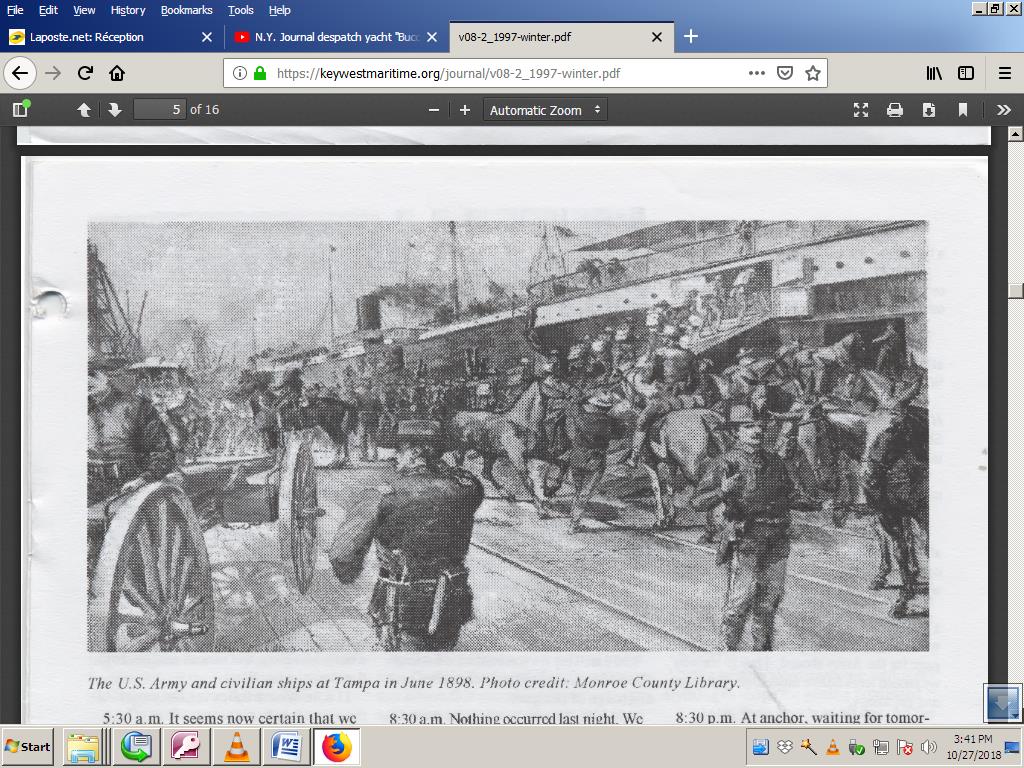 File Edit View History Bookmarks Tools Help
Laposte.net: Réception
N.Y. Journal despatch yacht "Bucc
v08-2_1997-winter.pdf
https://keywestmaritime.org/journal/v08-2_1997-winter.pdf
5 of 16
Automatic Zoom
The U.S. Army and civilian ships at Tampa in June 1898. Photo credit: Monroe County Library.
5:30 a.m. It seems now certain that we
8:30 a.m. Nothing occurred last night. We
8:30 p.m. At anchor, waiting for tomor-
Start
3:41 PM
10/27/2018